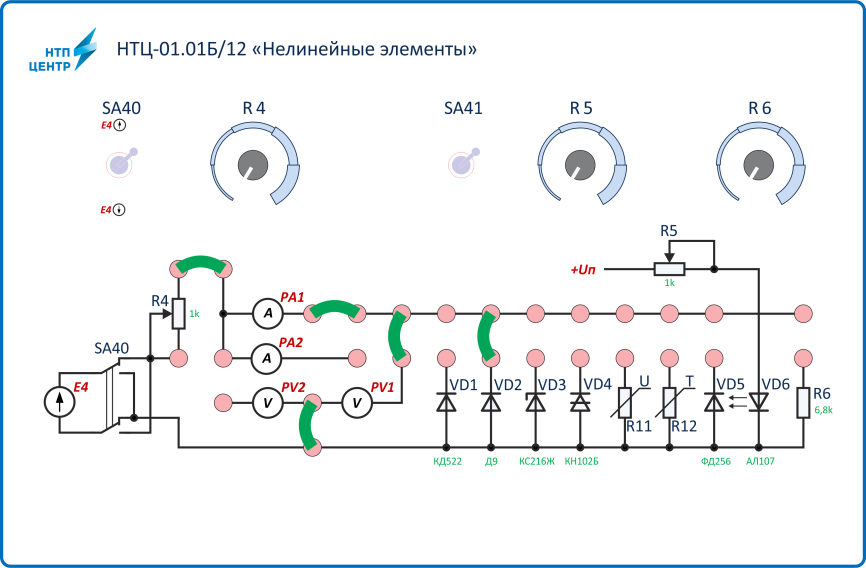 НТП
ЦЕНТР
НТЦ-01.01Б/12 «Нелинейные элементы»
SA40
R 4
SA41
R 5
R 6
E4
E4
R5
+Uп
1k
R4
1k
PA1
A
SA40
PA2
A
E4
PV2
V
PV1
V
VD1
VD2
VD3
VD4
U
R11
T
R12
VD5
VD6
R6
6,8k
КД522
Д9
КС216Ж
КН102Б
ФД256
АЛ107